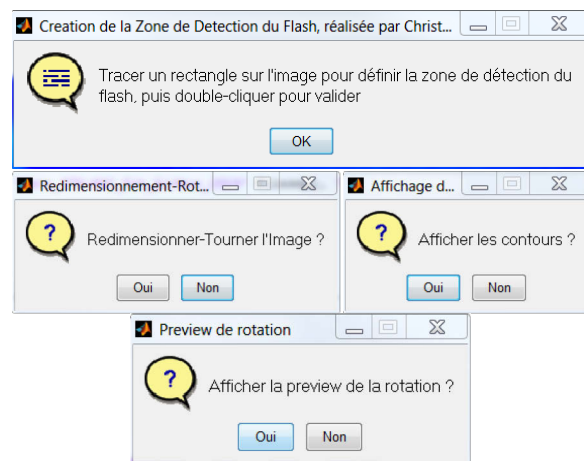 Creation de la Zone de Detection du Flash, réalisée par Christ...
Tracer un rectangle sur l'image pour définir la zone de détection du
flash, puis double-cliquer pour valider
OK
Redimensionnement-Rot...
Redimensionner-Tourner l'Image ?
Oui Non
Affichage d...
Afficher les contours ?
Oui Non
Preview de rotation
Afficher la preview de la rotation ?
Oui Non